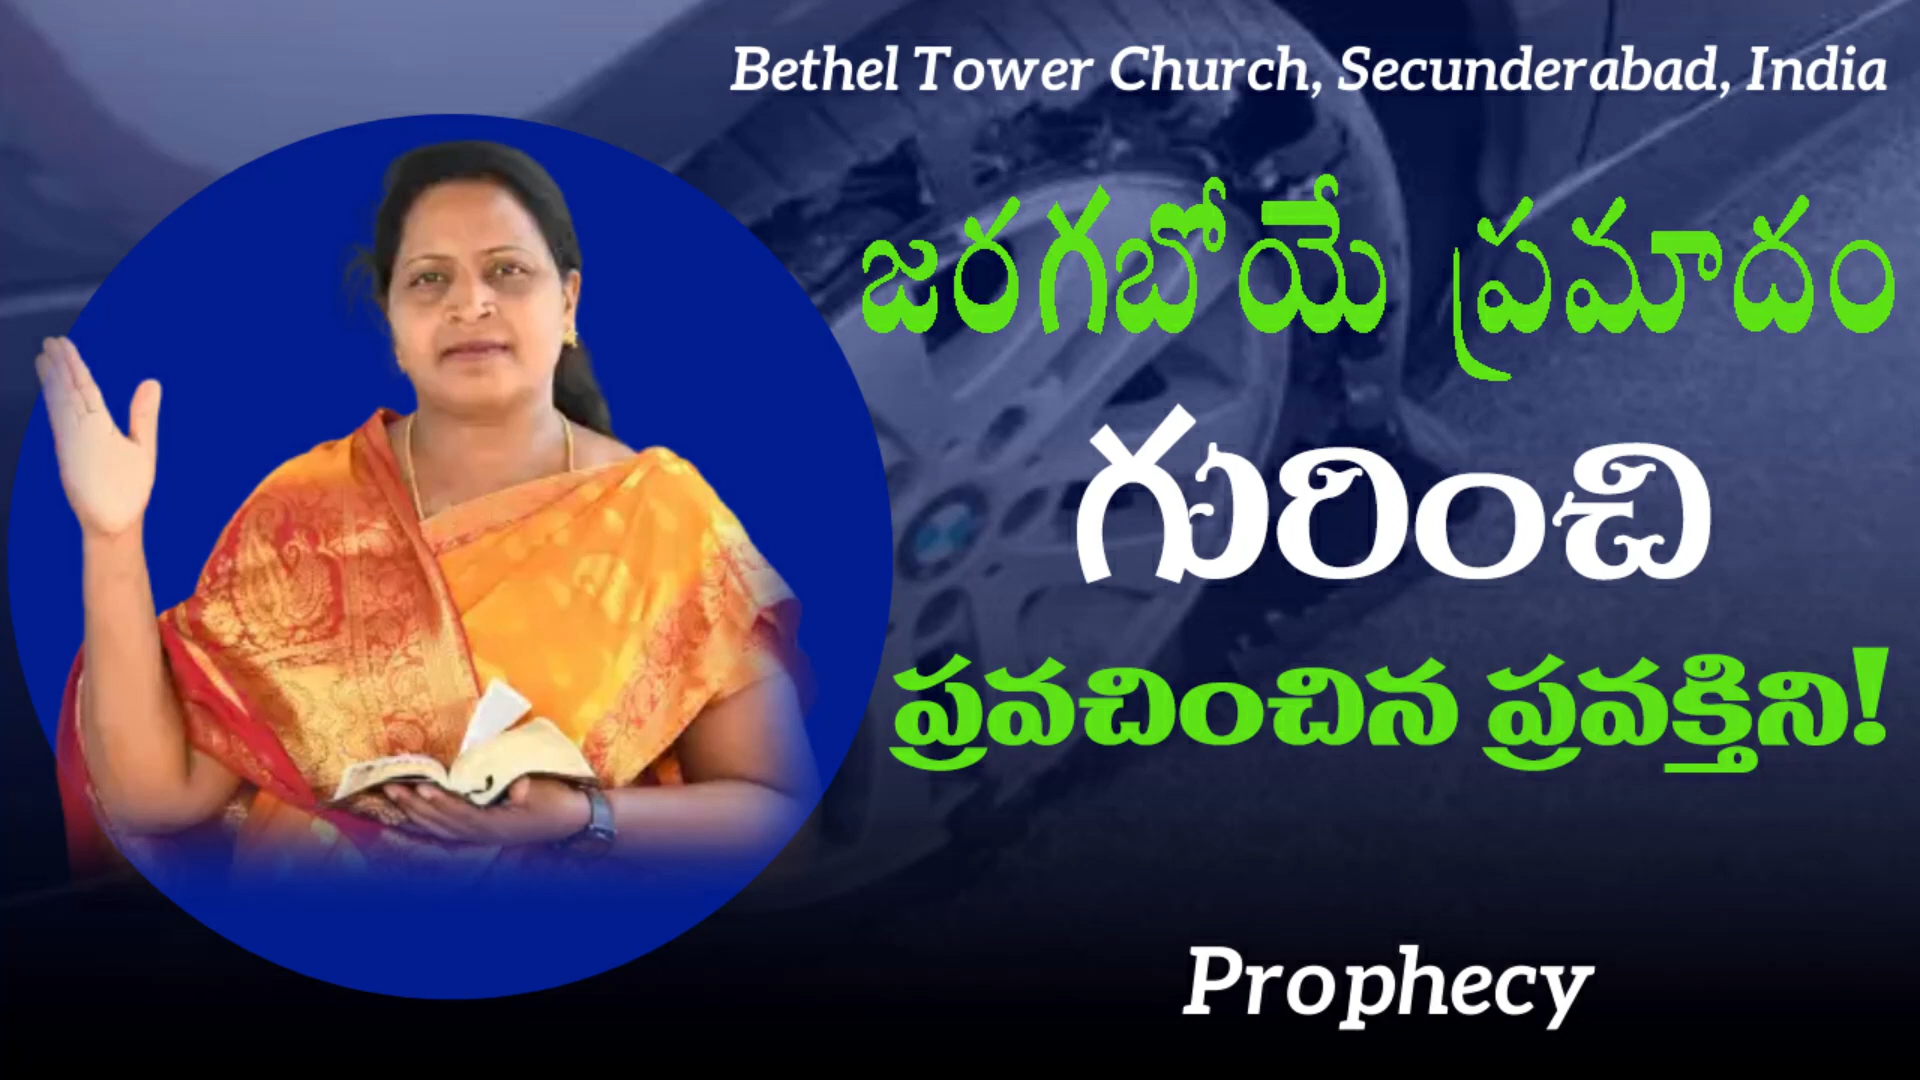 Bethel Tower Church, Secunderabad, India
జరగబోయే ప్రమాదం
గురించి
ప్రవచించిన ప్రవక్తిని!
Prophecy